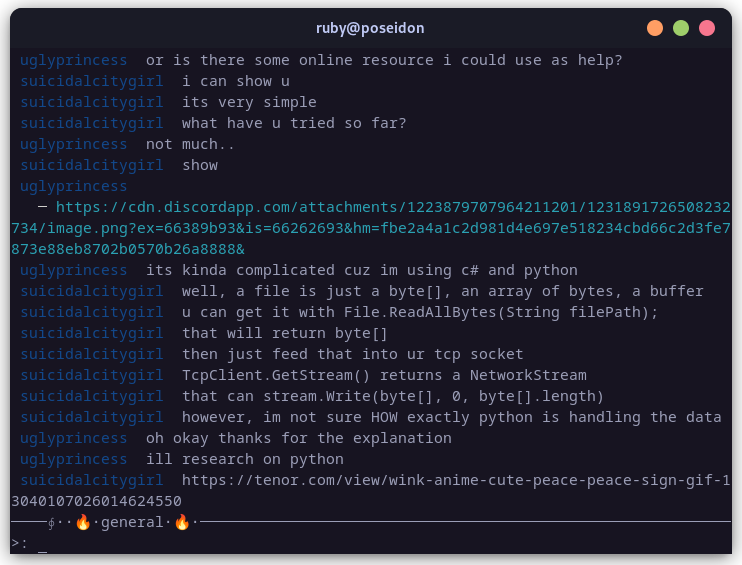 ruby@poseidon
uglyprincess or is there some online resource i could use as help?
suicidalcitygirl i can show u
suicidalcitygirl its very simple
suicidalcitygirl what have u tried so far?
uglyprincess not much..
suicidalcitygirl show
uglyprincess
— https://cdn.discordapp.com/attachments/1223879707964211201/1231891726508232
734/image.png?ex=66389b93&is=66262693&hm=fbe2a4a1c2d981d4e697e518234cbd66c2d3fe7
873e88eb8702b0570b26a8888&
uglyprincess its kinda complicated cuz im using c# and python
suicidalcitygirl well, a file is just a byte[], an array of bytes, a buffer
suicidalcitygirl u can get it with File.ReadAllBytes(String filePath);
suicidalcitygirl that will return byte[]
suicidalcitygirl then just feed that into ur tcp socket
suicidalcitygirl TcpClient.GetStream() returns a NetworkStream
suicidalcitygirl that can stream.Write(byte[], 0, byte[].length)
suicidalcitygirl however, im not sure HOW exactly python is handling the data
uglyprincess oh okay thanks for the explanation
uglyprincess ill research on python
suicidalcitygirl https://tenor.com/view/wink-anime-cute-peace-peace-sign-gif-1
3040107026014624550
∮··🔥·general·🔥·
>: _